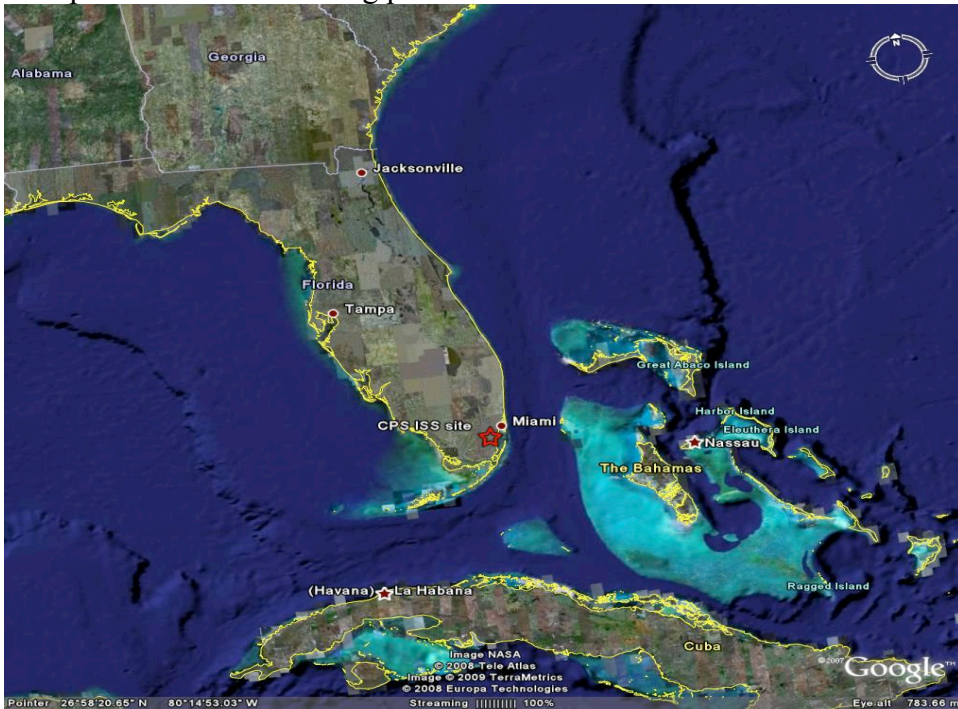 Georgia
Alabama
N
Jacksonville
Florida
Tampa
Great Abaco Island
CPS ISS site
Miami
Harbor Island
Eleuthera Island
Nassau
The Bahamas
Ragged Island
(Havana) La Habana
Cuba
Image NASA
© 2008 Tele Atlas
Image © 2009 TerraMetrics
© 2008 Europa Technologies
©2007 Google™
Pointer 26°58'20.65" N 80°14'53.03" W Streaming 100% Eye alt 783.66 m